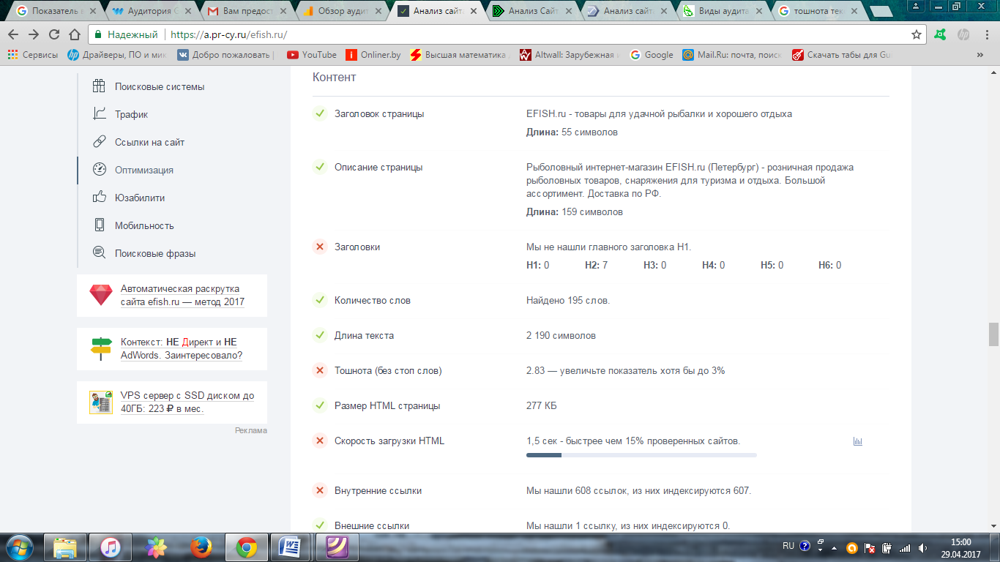 Показатель
Аудитория
Вам предост
Обзор аудит
Анализ сайт
Анализ Сайт
Анализ сайта
Виды аудита
тошнота тек
Надежный https://a.pr-cy.ru/efish.ru/
Сервисы Драйверы, ПО и мик Добро пожаловать | YouTube Onliner.by Высшая математика Altwall: Зарубежная Google Mail.Ru: почта, поиск Скачать табы для Gu »
Поисковые системы
Трафик
Ссылки на сайт
Оптимизация
Юзабилити
Мобильность
Поисковые фразы
Автоматическая раскрутка
сайта efish.ru — метод 2017
Контекст: НЕ Директ и НЕ
AdWords. Заинтересовало?
VPS сервер с SSD диском до
40ГБ: 223 ₽ в мес.
Реклама
Контент
Заголовок страницы EFISH.ru - товары для удачной рыбалки и хорошего отдыха
Длина: 55 символов
Описание страницы Рыболовный интернет-магазин EFISH.ru (Петербург) - розничная продажа
рыболовных товаров, снаряжения для туризма и отдыха. Большой
ассортимент. Доставка по РФ.
Длина: 159 символов
Заголовки Мы не нашли главного заголовка H1.
H1: 0 H2: 7 H3: 0 H4: 0 H5: 0 H6: 0
Количество слов Найдено 195 слов.
Длина текста 2 190 символов
Тошнота (без стоп слов) 2.83 — увеличьте показатель хотя бы до 3%
Размер HTML страницы 277 КБ
Скорость загрузки HTML 1,5 сек - быстрее чем 15% проверенных сайтов.
Внутренние ссылки Мы нашли 608 ссылок, из них индексируются 607.
Внешние ссылки Мы нашли 1 ссылку, из них индексируются 0.
RU 15:00
29.04.2017